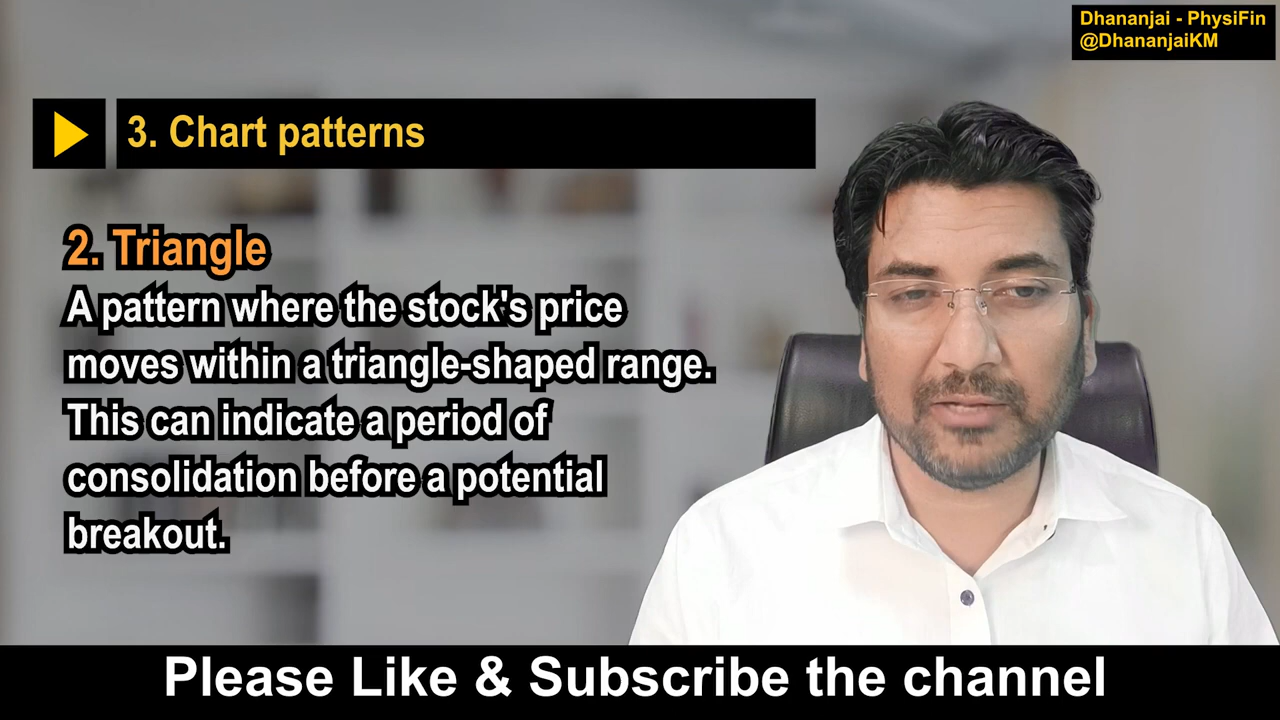 Dhananjai - PhysiFin
@DhananjaiKM
3. Chart patterns
2. Triangle
A pattern where the stock's price
moves within a triangle-shaped range.
This can indicate a period of
consolidation before a potential
breakout.
Please Like & Subscribe the channel